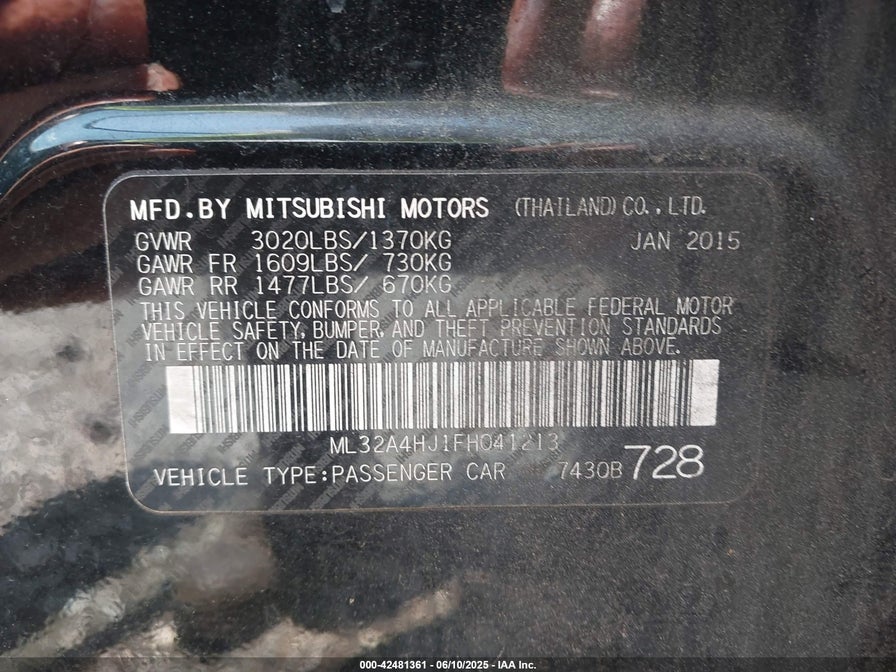 MFD.BY MITSUBISHI MOTORS (THAILAND) CO., LTD.
GVWR 3020LBS/1370KG JAN 2015
GAWR FR 1609LBS/ 730KG
GAWR RR 1477LBS/ 670KG
THIS VEHICLE CONFORMS TO ALL APPLICABLE FEDERAL MOTOR
VEHICLE SAFETY, BUMPER, AND THEFT PREVENTION STANDARDS
IN EFFECT ON THE DATE OF MANUFACTURE SHOWN ABOVE.
ML32A4HJ1FH041213
VEHICLE TYPE:PASSENGER CAR 7430B 728
000-42481361 - 06/10/2025 - IAA Inc.